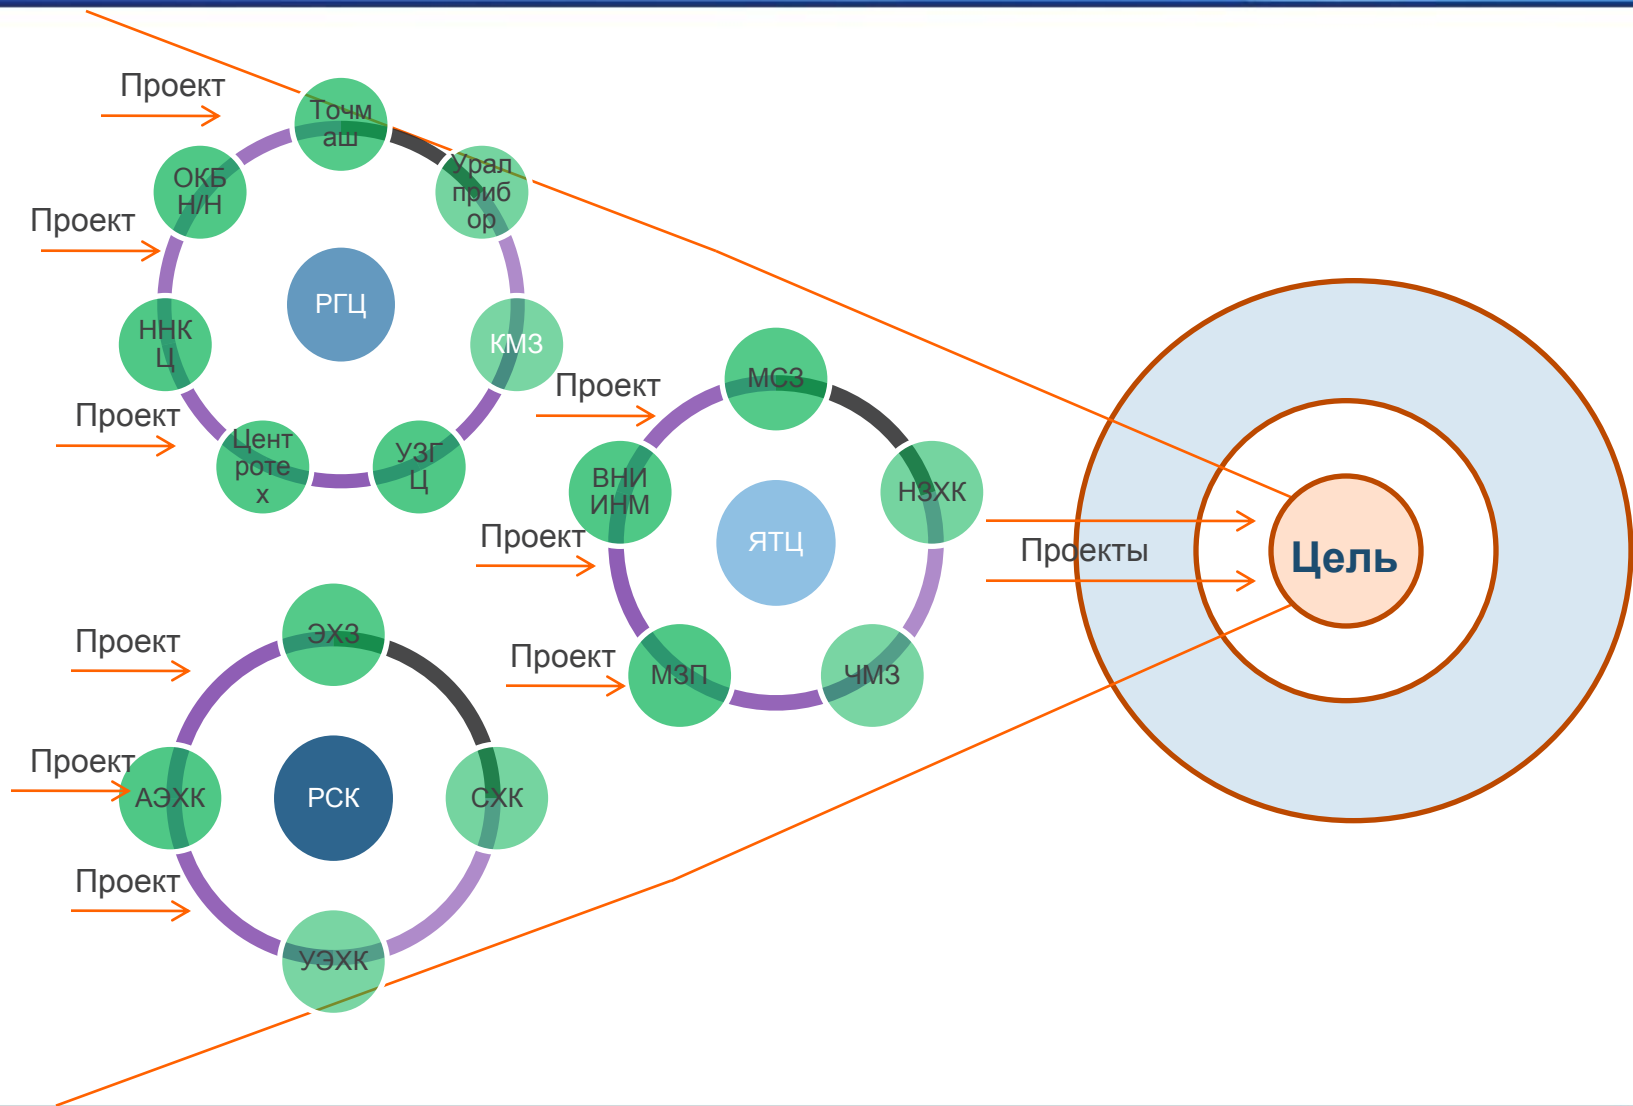 Проект
Точм
аш
Урал
приб
ор
ОКБ
Н/Н
Проект
РГЦ
ННК
Ц
КМЗ
Проект
Цент
роте
х
УЗГ
Ц
Проект
МСЗ
ВНИ
ИНМ
НЗХК
Проект
ЯТЦ
Проекты
Цель
Проект
МЗП
ЧМЗ
Проект
ЭХЗ
Проект
АЭХК
РСК
СХК
Проект
УЭХК